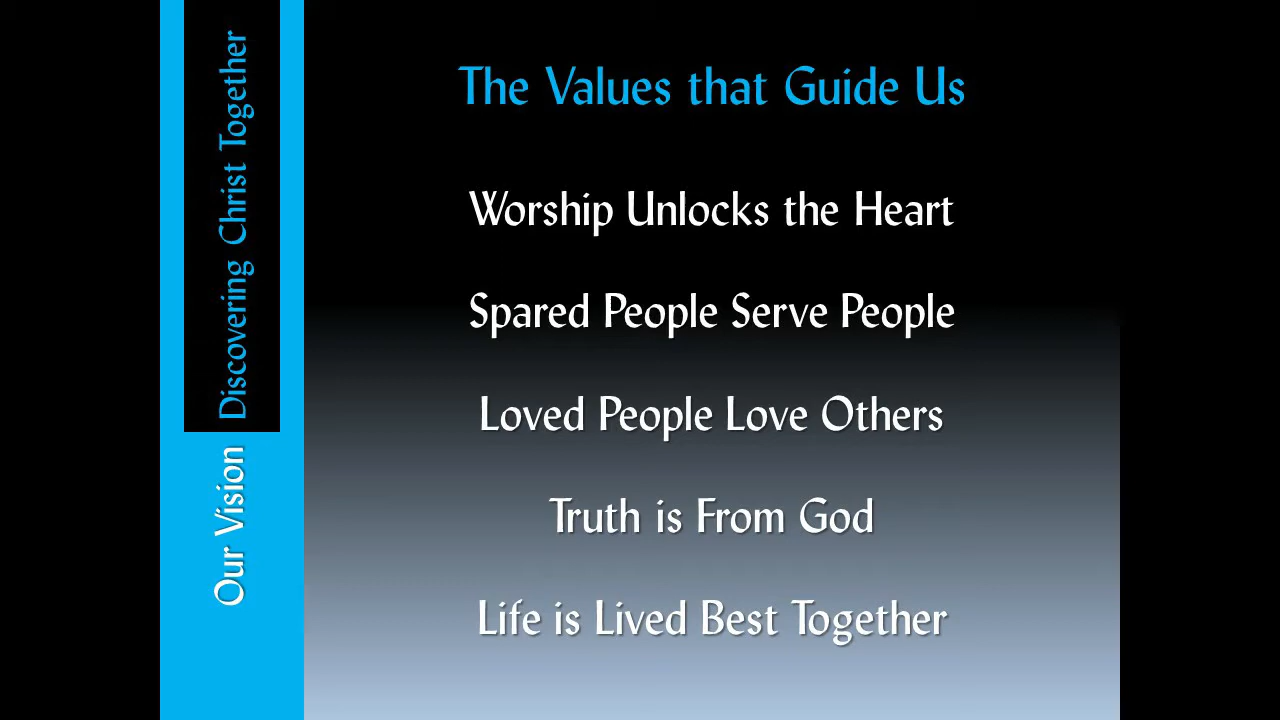 Our Vision Discovering Christ Together
The Values that Guide Us
Worship Unlocks the Heart
Spared People Serve People
Loved People Love Others
Truth is From God
Life is Lived Best Together